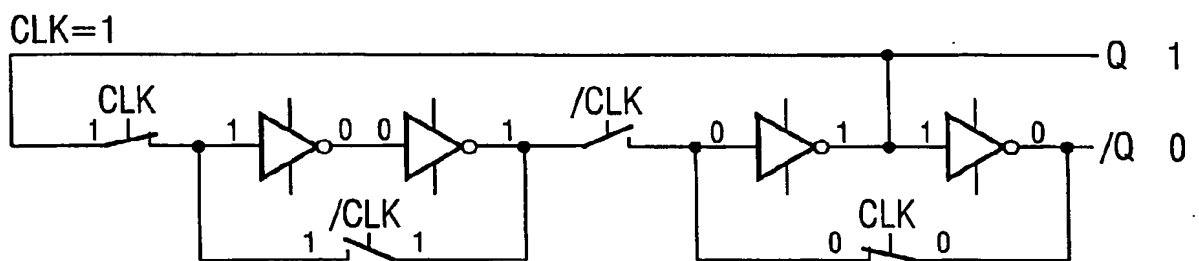 CLK=1
Q 1
CLK
/CLK
1 1 0 0 1 0 1 1 0
/Q 0
/CLK
CLK
1 1 0 0